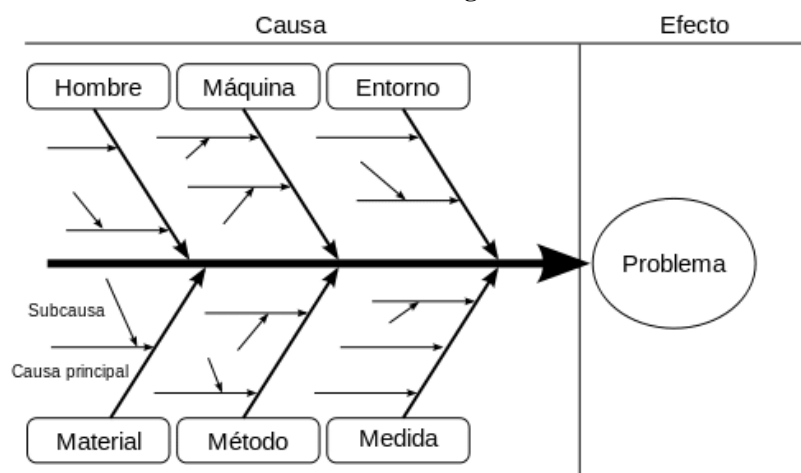 Causa
Efecto
Hombre
Máquina
Entorno
Problema
Subcausa
Causa principal
Material
Método
Medida